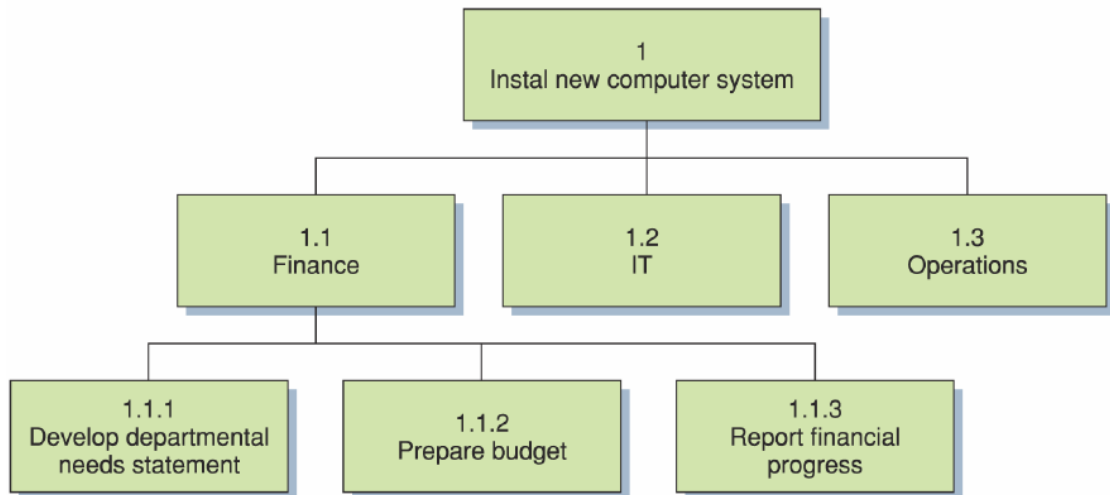 1
Instal new computer system
1.1
Finance
1.2
IT
1.3
Operations
1.1.1
Develop departmental
needs statement
1.1.2
Prepare budget
1.1.3
Report financial
progress